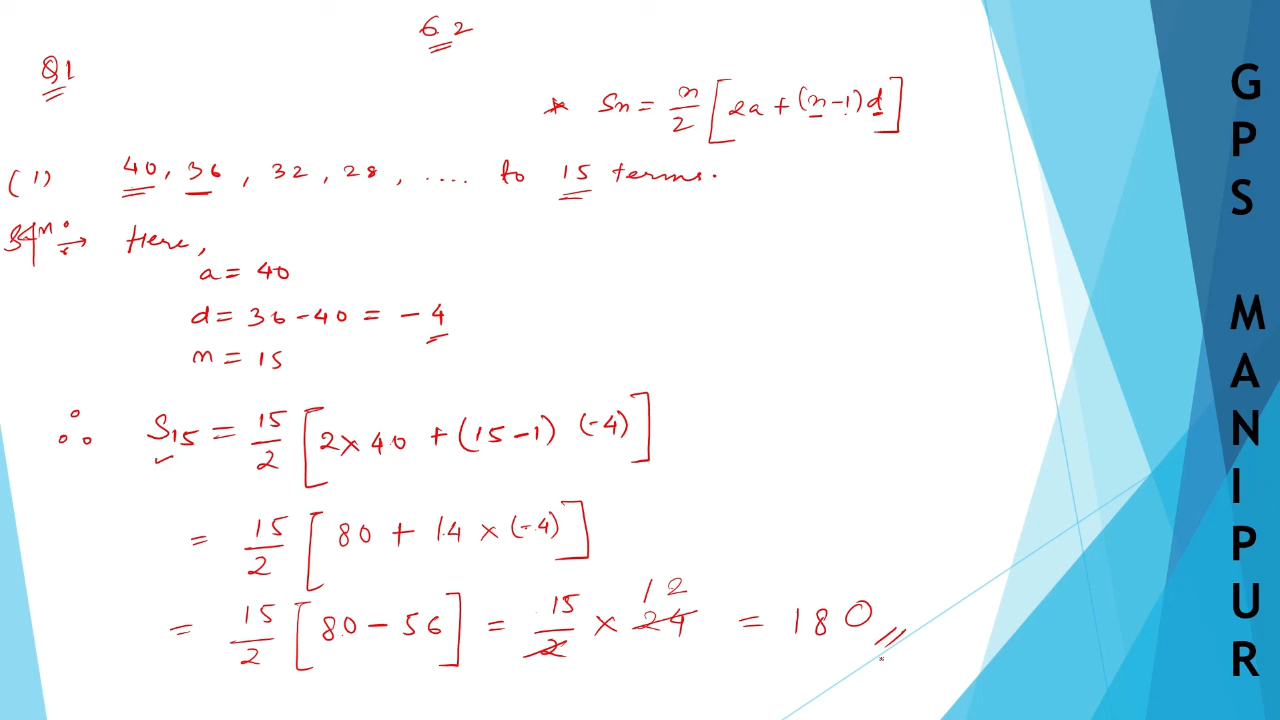 6.2
Q1
* Sn = n/2 [2a + (n-1)d]
(1) 40, 36, 32, 28, .... to 15 terms.
Here,
a = 40
d = 36 - 40 = - 4
n = 15
∴ S15 = 15/2 [2 × 40 + (15 - 1) (-4)]
= 15/2 [80 + 14 × (-4)]
= 15/2 [80 - 56] = 15/2 × 24 12 = 180
GPS MANIPUR